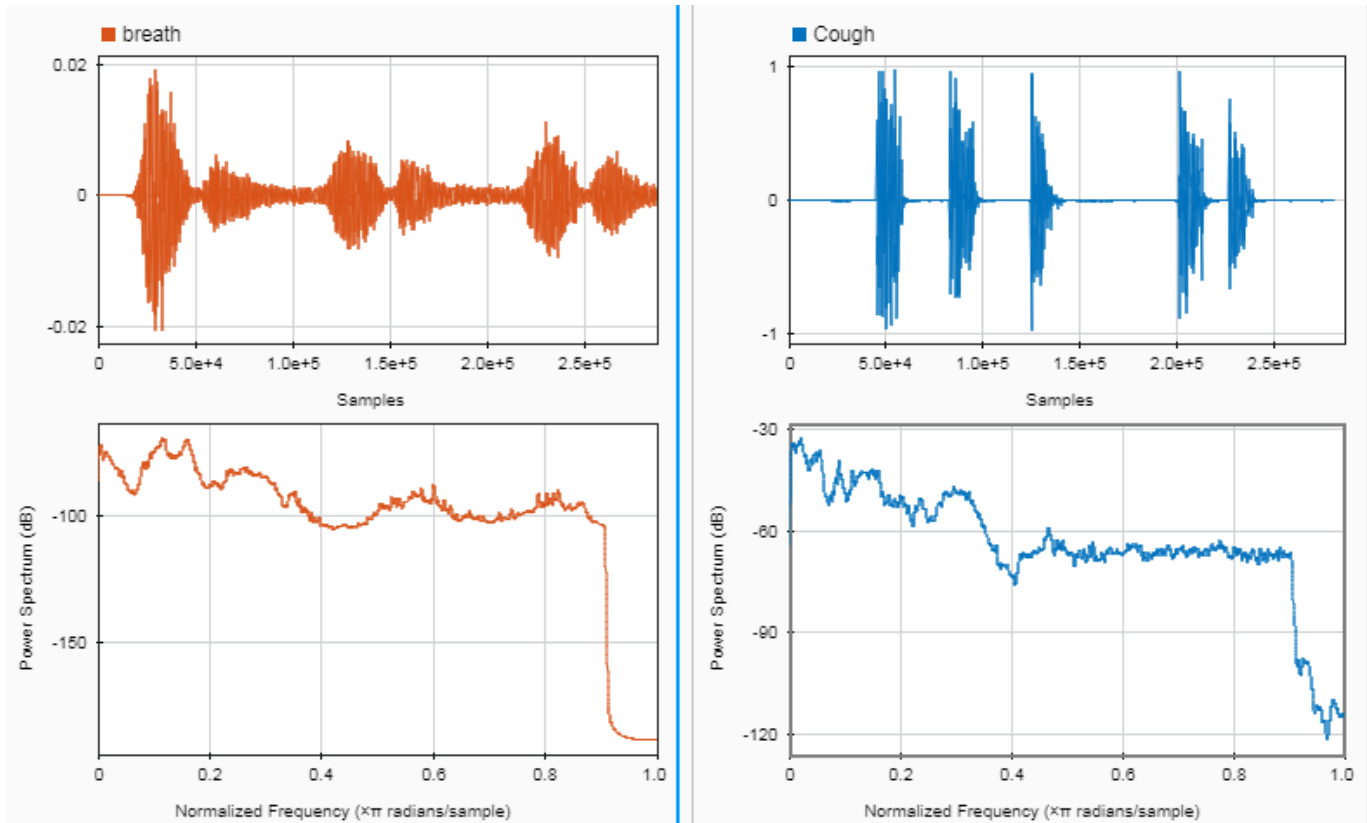 breath
0.02
0
-0.02
0 5.0e+4 1.0e+5 1.5e+5 2.0e+5 2.5e+5
Samples
Power Spectrum (dB)
-100
-150
0 0.2 0.4 0.6 0.8 1.0
Normalized Frequency (×π radians/sample)
Cough
1
0
-1
0 5.0e+4 1.0e+5 1.5e+5 2.0e+5 2.5e+5
Samples
Power Spectrum (dB)
-30
-60
-90
-120
0 0.2 0.4 0.6 0.8 1.0
Normalized Frequency (×π radians/sample)